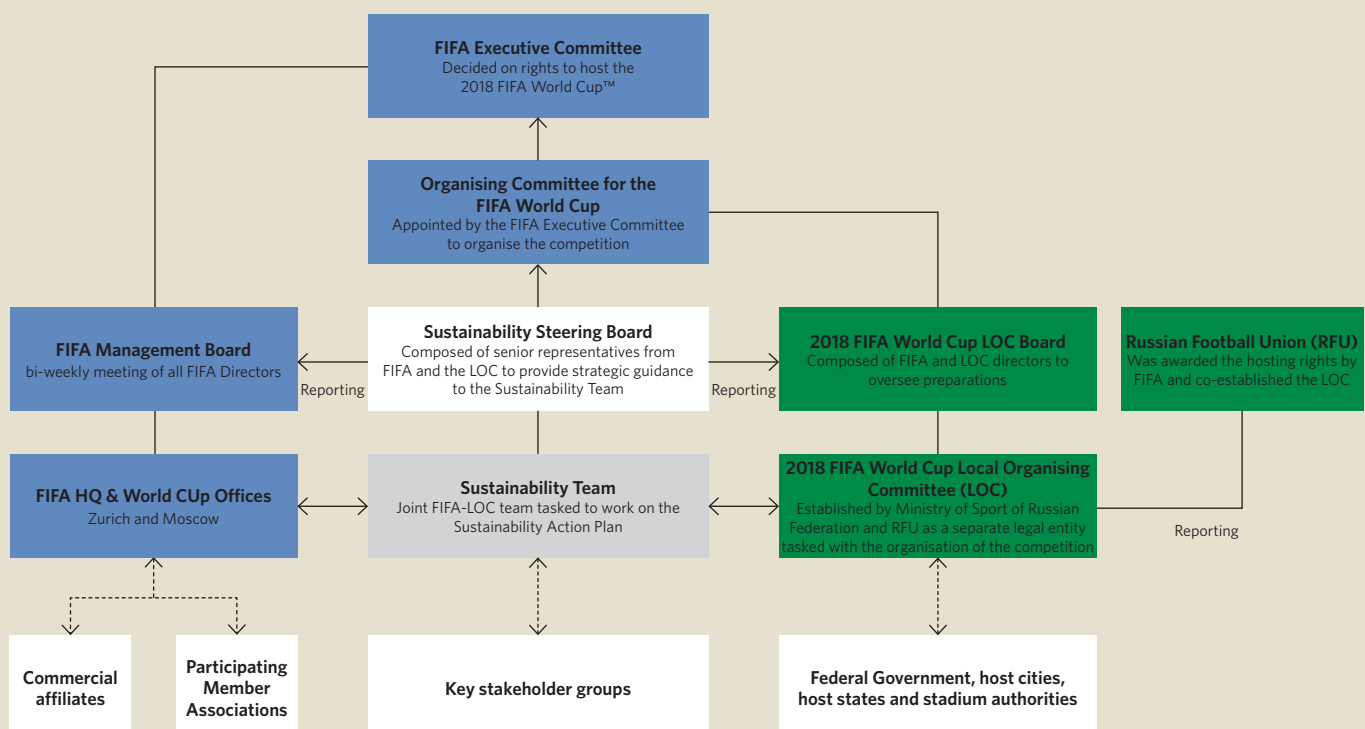 FIFA Executive Committee
Decided on rights to host the
2018 FIFA World Cup™
Organising Committee for the
FIFA World Cup
Appointed by the FIFA Executive Committee
to organise the competition
FIFA Management Board
bi-weekly meeting of all FIFA Directors
Reporting
Sustainability Steering Board
Composed of senior representatives from
FIFA and the LOC to provide strategic guidance
to the Sustainability Team
Reporting
2018 FIFA World Cup LOC Board
Composed of FIFA and LOC directors to
oversee preparations
Russian Football Union (RFU)
Was awarded the hosting rights by
FIFA and co-established the LOC
FIFA HQ & World CUp Offices
Zurich and Moscow
Sustainability Team
Joint FIFA-LOC team tasked to work on the
Sustainability Action Plan
2018 FIFA World Cup Local Organising
Committee (LOC)
Established by Ministry of Sport of Russian
Federation and RFU as a separate legal entity
tasked with the organisation of the competition
Reporting
Commercial
affiliates
Participating
Member
Associations
Key stakeholder groups
Federal Government, host cities,
host states and stadium authorities